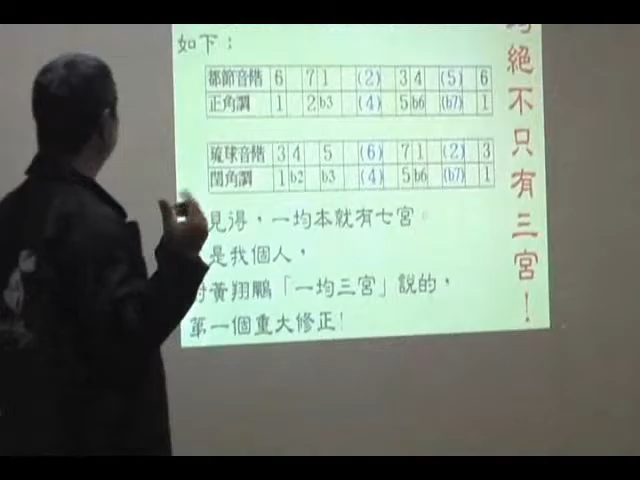 如下：
都節音階 6 7 1 (2) 3 4 (5) 6
正角調 1 2 b3 (4) 5 b6 (b7) 1
琉球音階 3 4 5 (6) 7 1 (2) 3
閏角調 1 b2 b3 (4) 5 b6 (b7) 1
見得，一均本就有七宮。
是我個人，
對黃翔鵬「一均三宮」說的，
第一個重大修正!
均絕不只有三宮！